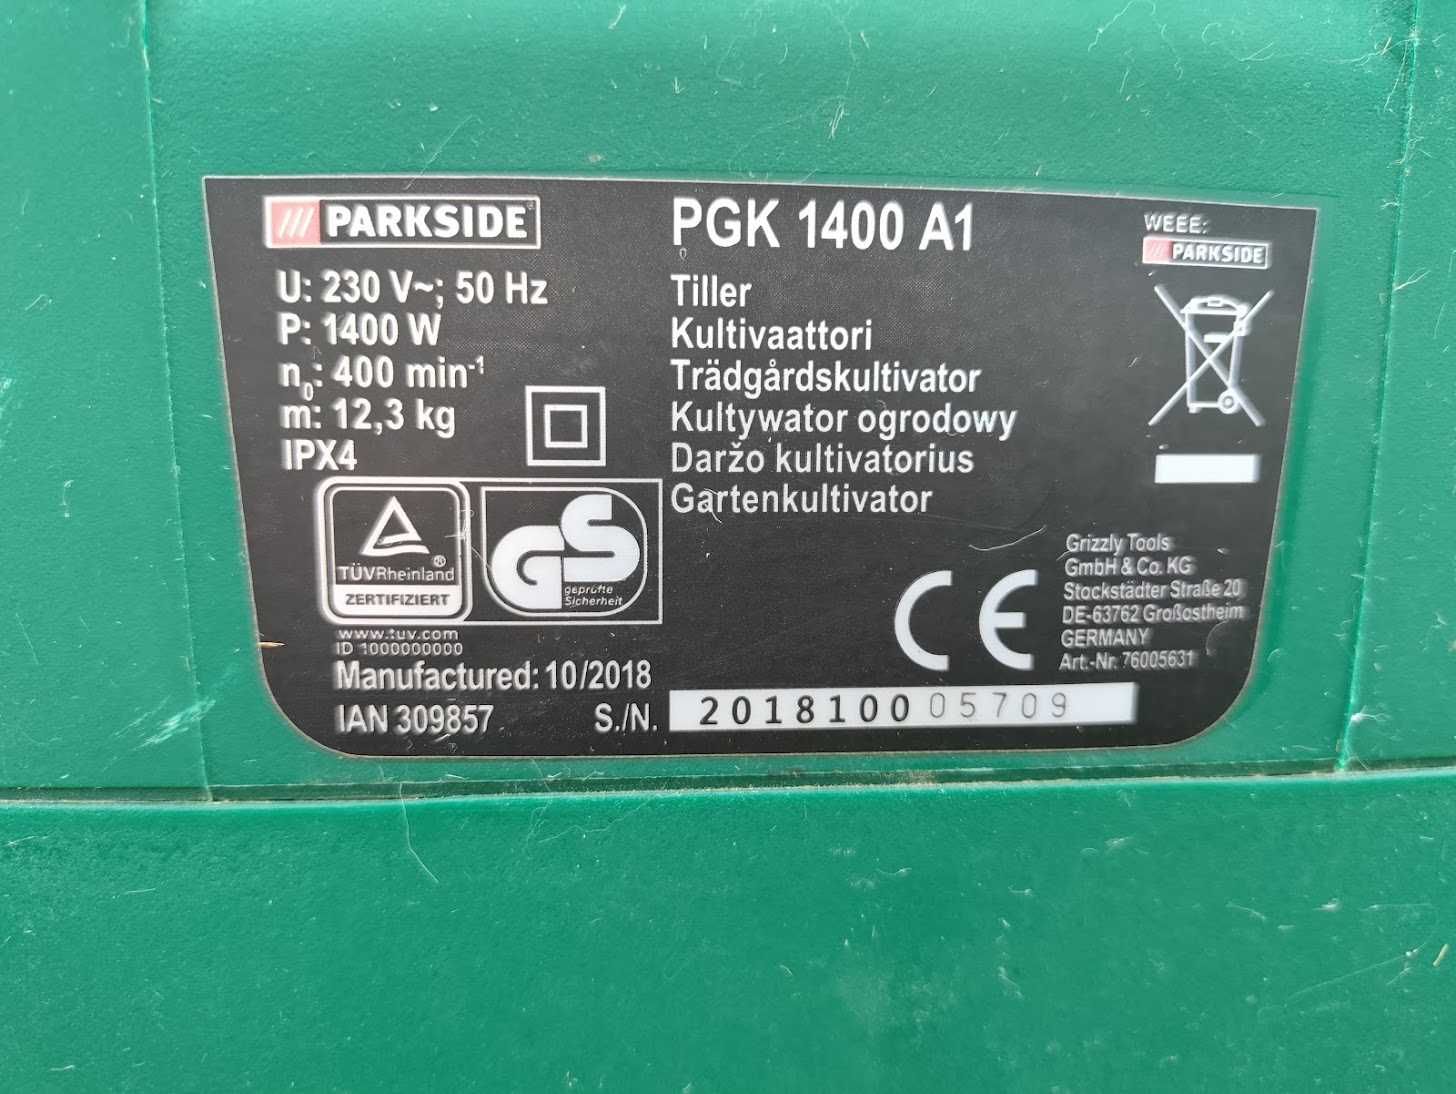 PARKSIDE
U: 230 V~; 50 Hz
P: 1400 W
n₀: 400 min⁻¹
m: 12,3 kg
IPX4
TÜVRheinland®
ZERTIFIZIERT
GS
geprüfte
Sicherheit
www.tuv.com
ID 1000000000
Manufactured: 10/2018
IAN 309857
S./N. 2018100005709
PGK 1400 A1
Tiller
Kultivaattori
Trädgårdskultivator
Kultywator ogrodowy
Daržo kultivatorius
Gartenkultivator
WEEE:
PARKSIDE
CE
Grizzly Tools
GmbH & Co. KG
Stockstädter Straße 20
DE-63762 Großostheim
GERMANY
Art.-Nr. 76005631